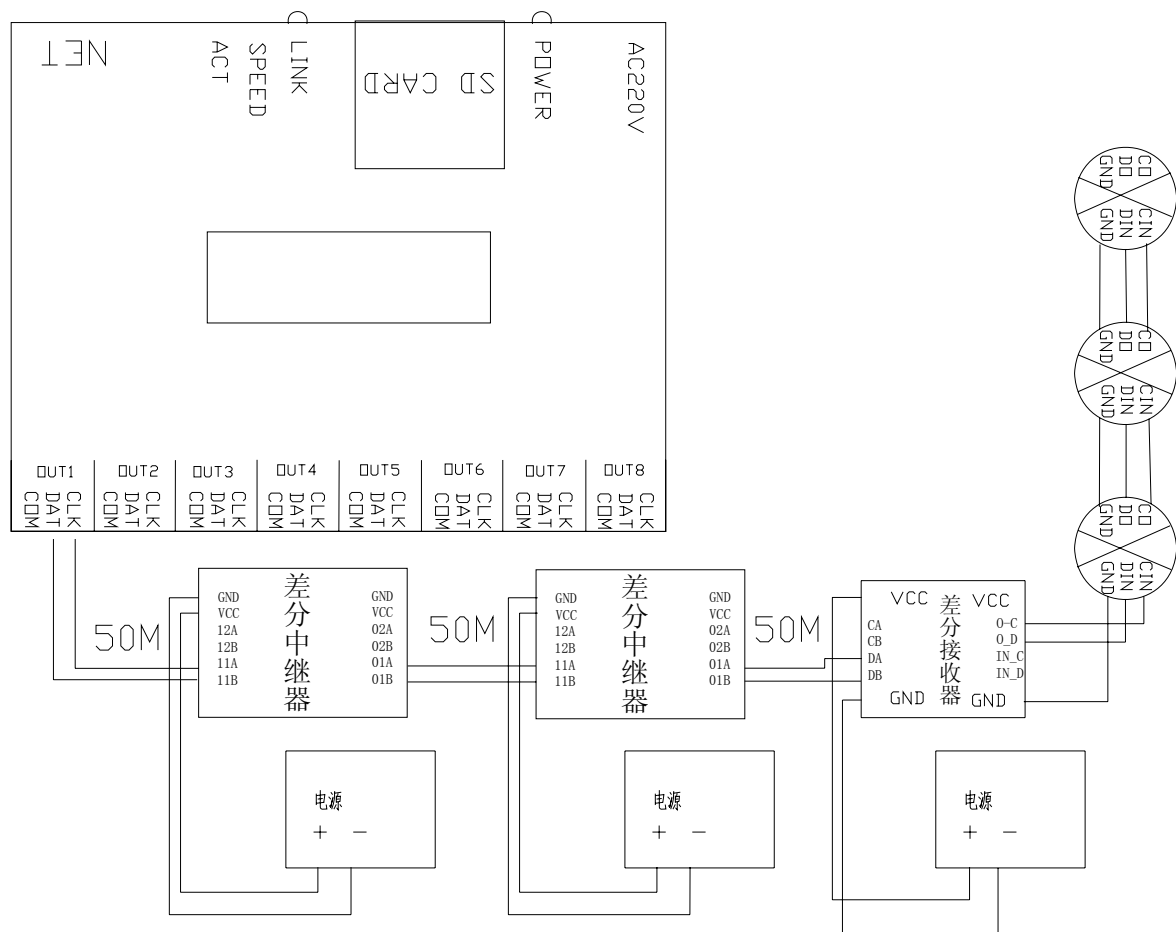 NET
ACT
SPEED
LINK
SD CARD
POWER
AC220V
OUT1
COM
DAT
CLK
OUT2
COM
DAT
CLK
OUT3
COM
DAT
CLK
OUT4
COM
DAT
CLK
OUT5
COM
DAT
CLK
OUT6
COM
DAT
CLK
OUT7
COM
DAT
CLK
OUT8
COM
DAT
CLK
GND
DO
CO
GND
DIN
CIN
GND
DO
CO
GND
DIN
CIN
GND
DO
CO
GND
DIN
CIN
50M
GND
VCC
12A
12B
11A
11B
差分中继器
GND
VCC
02A
02B
01A
01B
50M
GND
VCC
12A
12B
11A
11B
差分中继器
GND
VCC
02A
02B
01A
01B
50M
VCC
CA
CB
DA
DB
GND
差分接收器
VCC
O-C
O_D
IN_C
IN_D
GND
电源
+ −
电源
+ −
电源
+ −